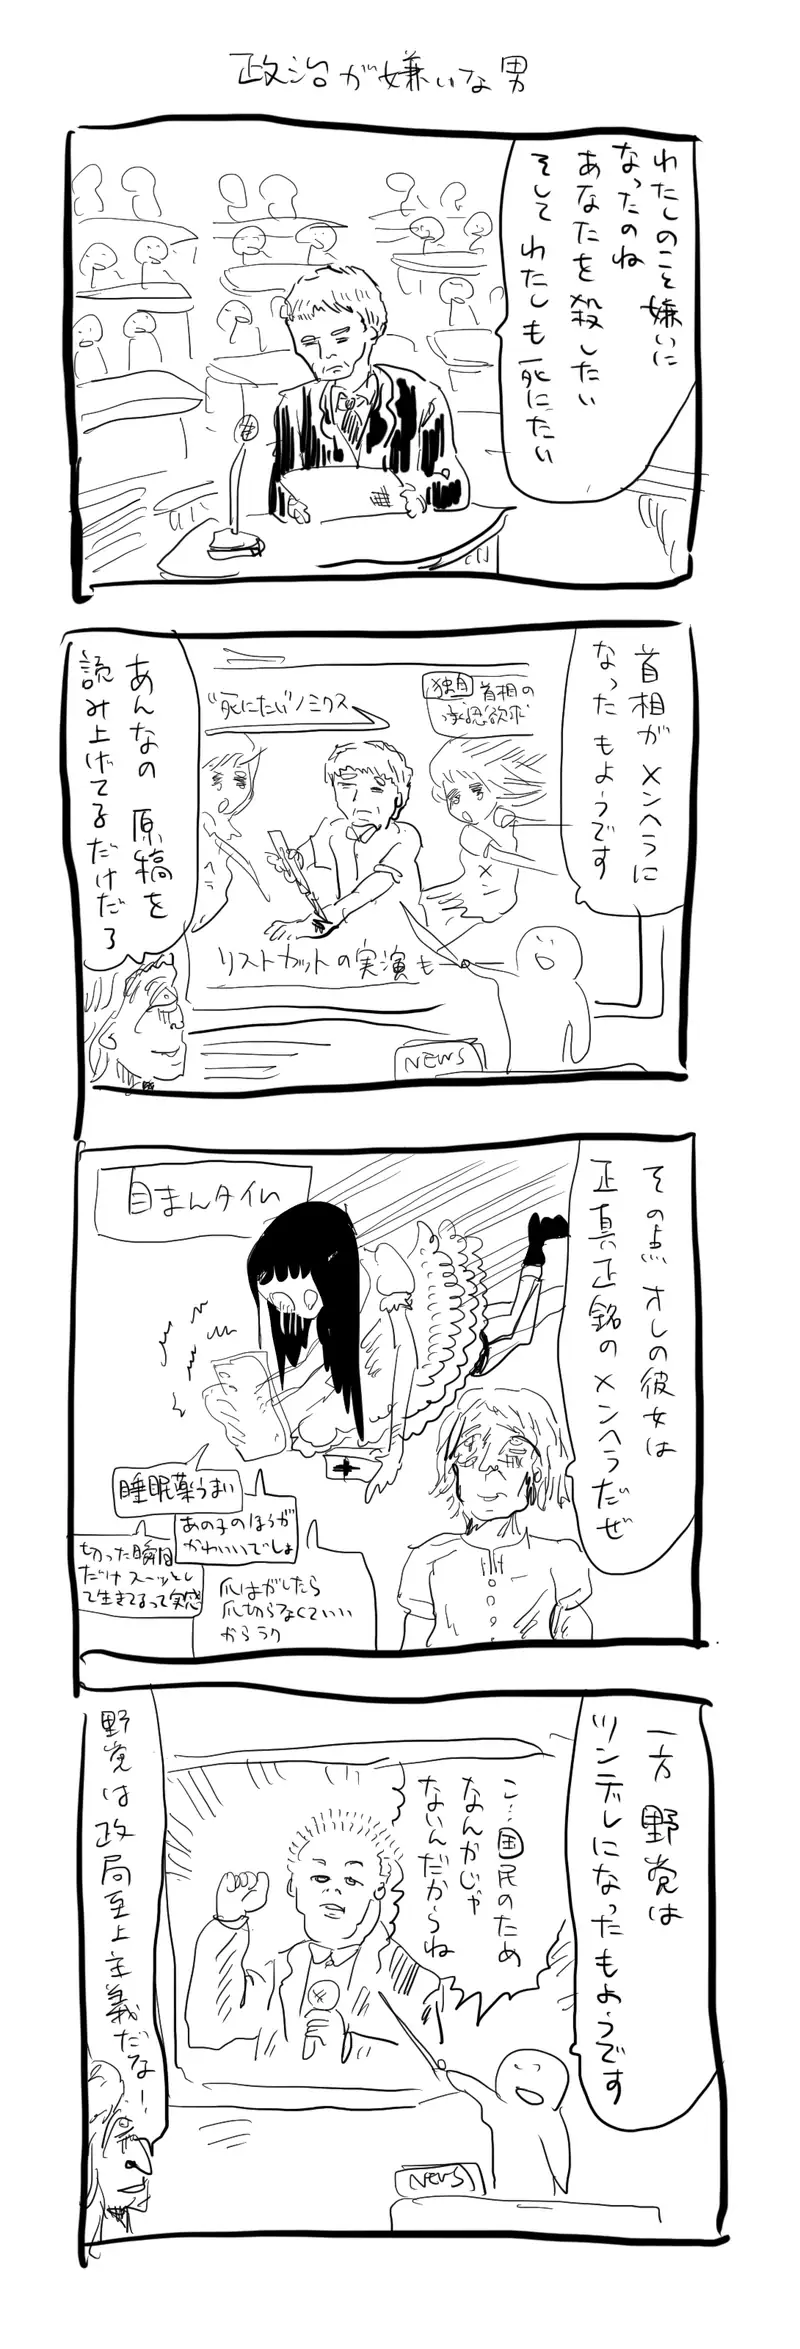 政治が嫌いな男
わたしのこと嫌いに
なったのね
あなたを殺したい
そしてわたしも死にたい
首相がメンヘラに
なったもようです
独自
首相の
承認欲求
"死にたい"ノミクス
リストカットの実演も
NEWS
あんなの原稿を
読み上げてるだけだろ
その点オレの彼女は
正真正銘のメンヘラだぜ
自まんタイム
睡眠薬うまい
あの子のほうが
かわいいでしょ
切った瞬間
だけスーッとし
て生きてるって実感
爪はがしたら
爪切らなくていい
からラク
一方野党は
ツンデレになったもようです
こ…国民のため
なんかじゃ
ないんだからね
NEWS
野党は政局至上主義だなー